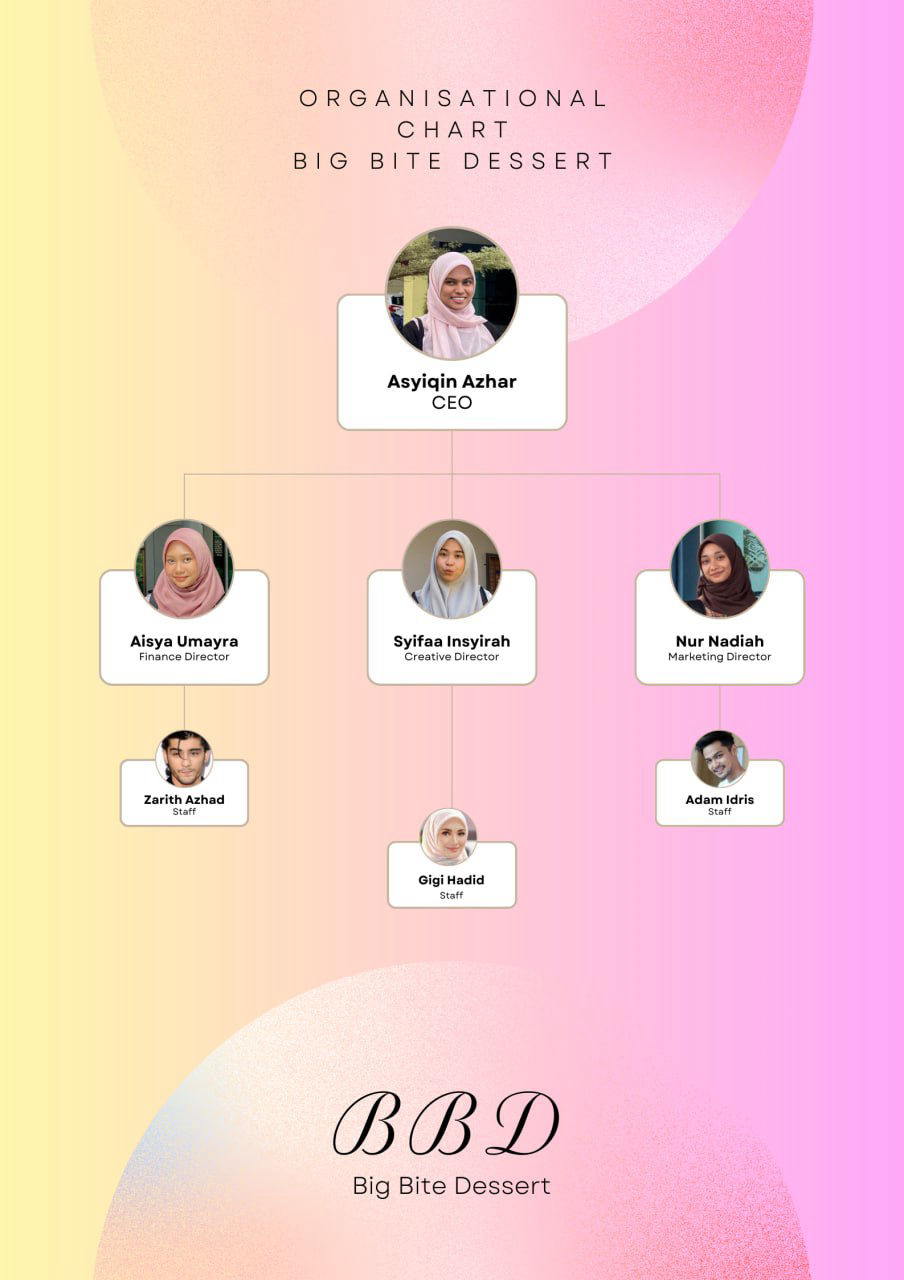 ORGANISATIONAL
CHART
BIG BITE DESSERT
Asyiqin Azhar
CEO
Aisya Umayra
Finance Director
Syifaa Insyirah
Creative Director
Nur Nadiah
Marketing Director
Zarith Azhad
Staff
Adam Idris
Staff
Gigi Hadid
Staff
BBD
Big Bite Dessert